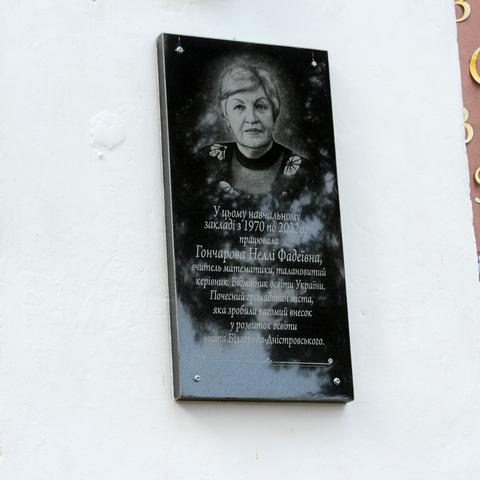 У цьому навчальному
закладі з 1970 по 2022рр.
працювала
Гончарова Неллі Фадеївна,
вчитель математики, талановитий
керівник. Відмінник освіти України.
Почесний громадянин міста,
яка зробила вагомий внесок
у розвиток освіти
міста Білгорода-Дністровського.